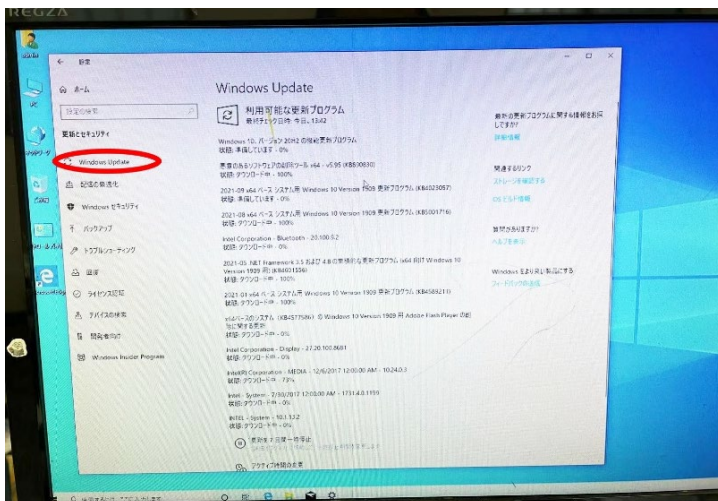 REGZA
設定
ホーム
設定の検索
更新とセキュリティ
Windows Update
配信の最適化
Windows セキュリティ
バックアップ
トラブルシューティング
回復
ライセンス認証
デバイスの検索
開発者向け
Windows Insider Program
Windows Update
利用可能な更新プログラム
最終チェック日時: 今日、13:42
Windows 10、バージョン 20H2 の機能更新プログラム
状態: 準備しています - 0%
悪意のあるソフトウェアの削除ツール x64 - v5.95 (KB890830)
状態: ダウンロード中 - 100%
2021-09 x64 ベース システム用 Windows 10 Version 1909 更新プログラム (KB4023057)
状態: 準備しています - 0%
2021-08 x64 ベース システム用 Windows 10 Version 1909 更新プログラム (KB5001716)
状態: ダウンロード中 - 100%
Intel Corporation - Bluetooth - 20.100.5.2
状態: ダウンロード中 - 0%
2021-05 .NET Framework 3.5 および 4.8 の累積的な更新プログラム (x64 向け Windows 10
Version 1909 用) (KB4601556)
状態: ダウンロード中 - 100%
2021-01 x64 ベース システム用 Windows 10 Version 1909 更新プログラム (KB4589211)
状態: ダウンロード中 - 100%
x64 ベースのシステム (KB4577586) の Windows 10 Version 1909 用 Adobe Flash Player の削
除に関する更新
状態: ダウンロード中 - 0%
Intel Corporation - Display - 27.20.100.8681
状態: ダウンロード中 - 0%
Intel(R) Corporation - MEDIA - 12/6/2017 12:00:00 AM - 10.24.0.3
状態: ダウンロード中 - 73%
Intel - System - 7/30/2017 12:00:00 AM - 1731.4.0.1159
状態: ダウンロード中 - 0%
INTEL - System - 10.1.1.12
状態: ダウンロード中 - 0%
更新を 7 日間一時停止
アクティブ時間の変更
最新の更新プログラムに関する情報をお探
しですか?
詳細情報
関連するリンク
ストレージを確認する
OS ビルド情報
質問がありますか?
ヘルプを表示
Windows をより良い製品にする
フィードバックの送信
PC